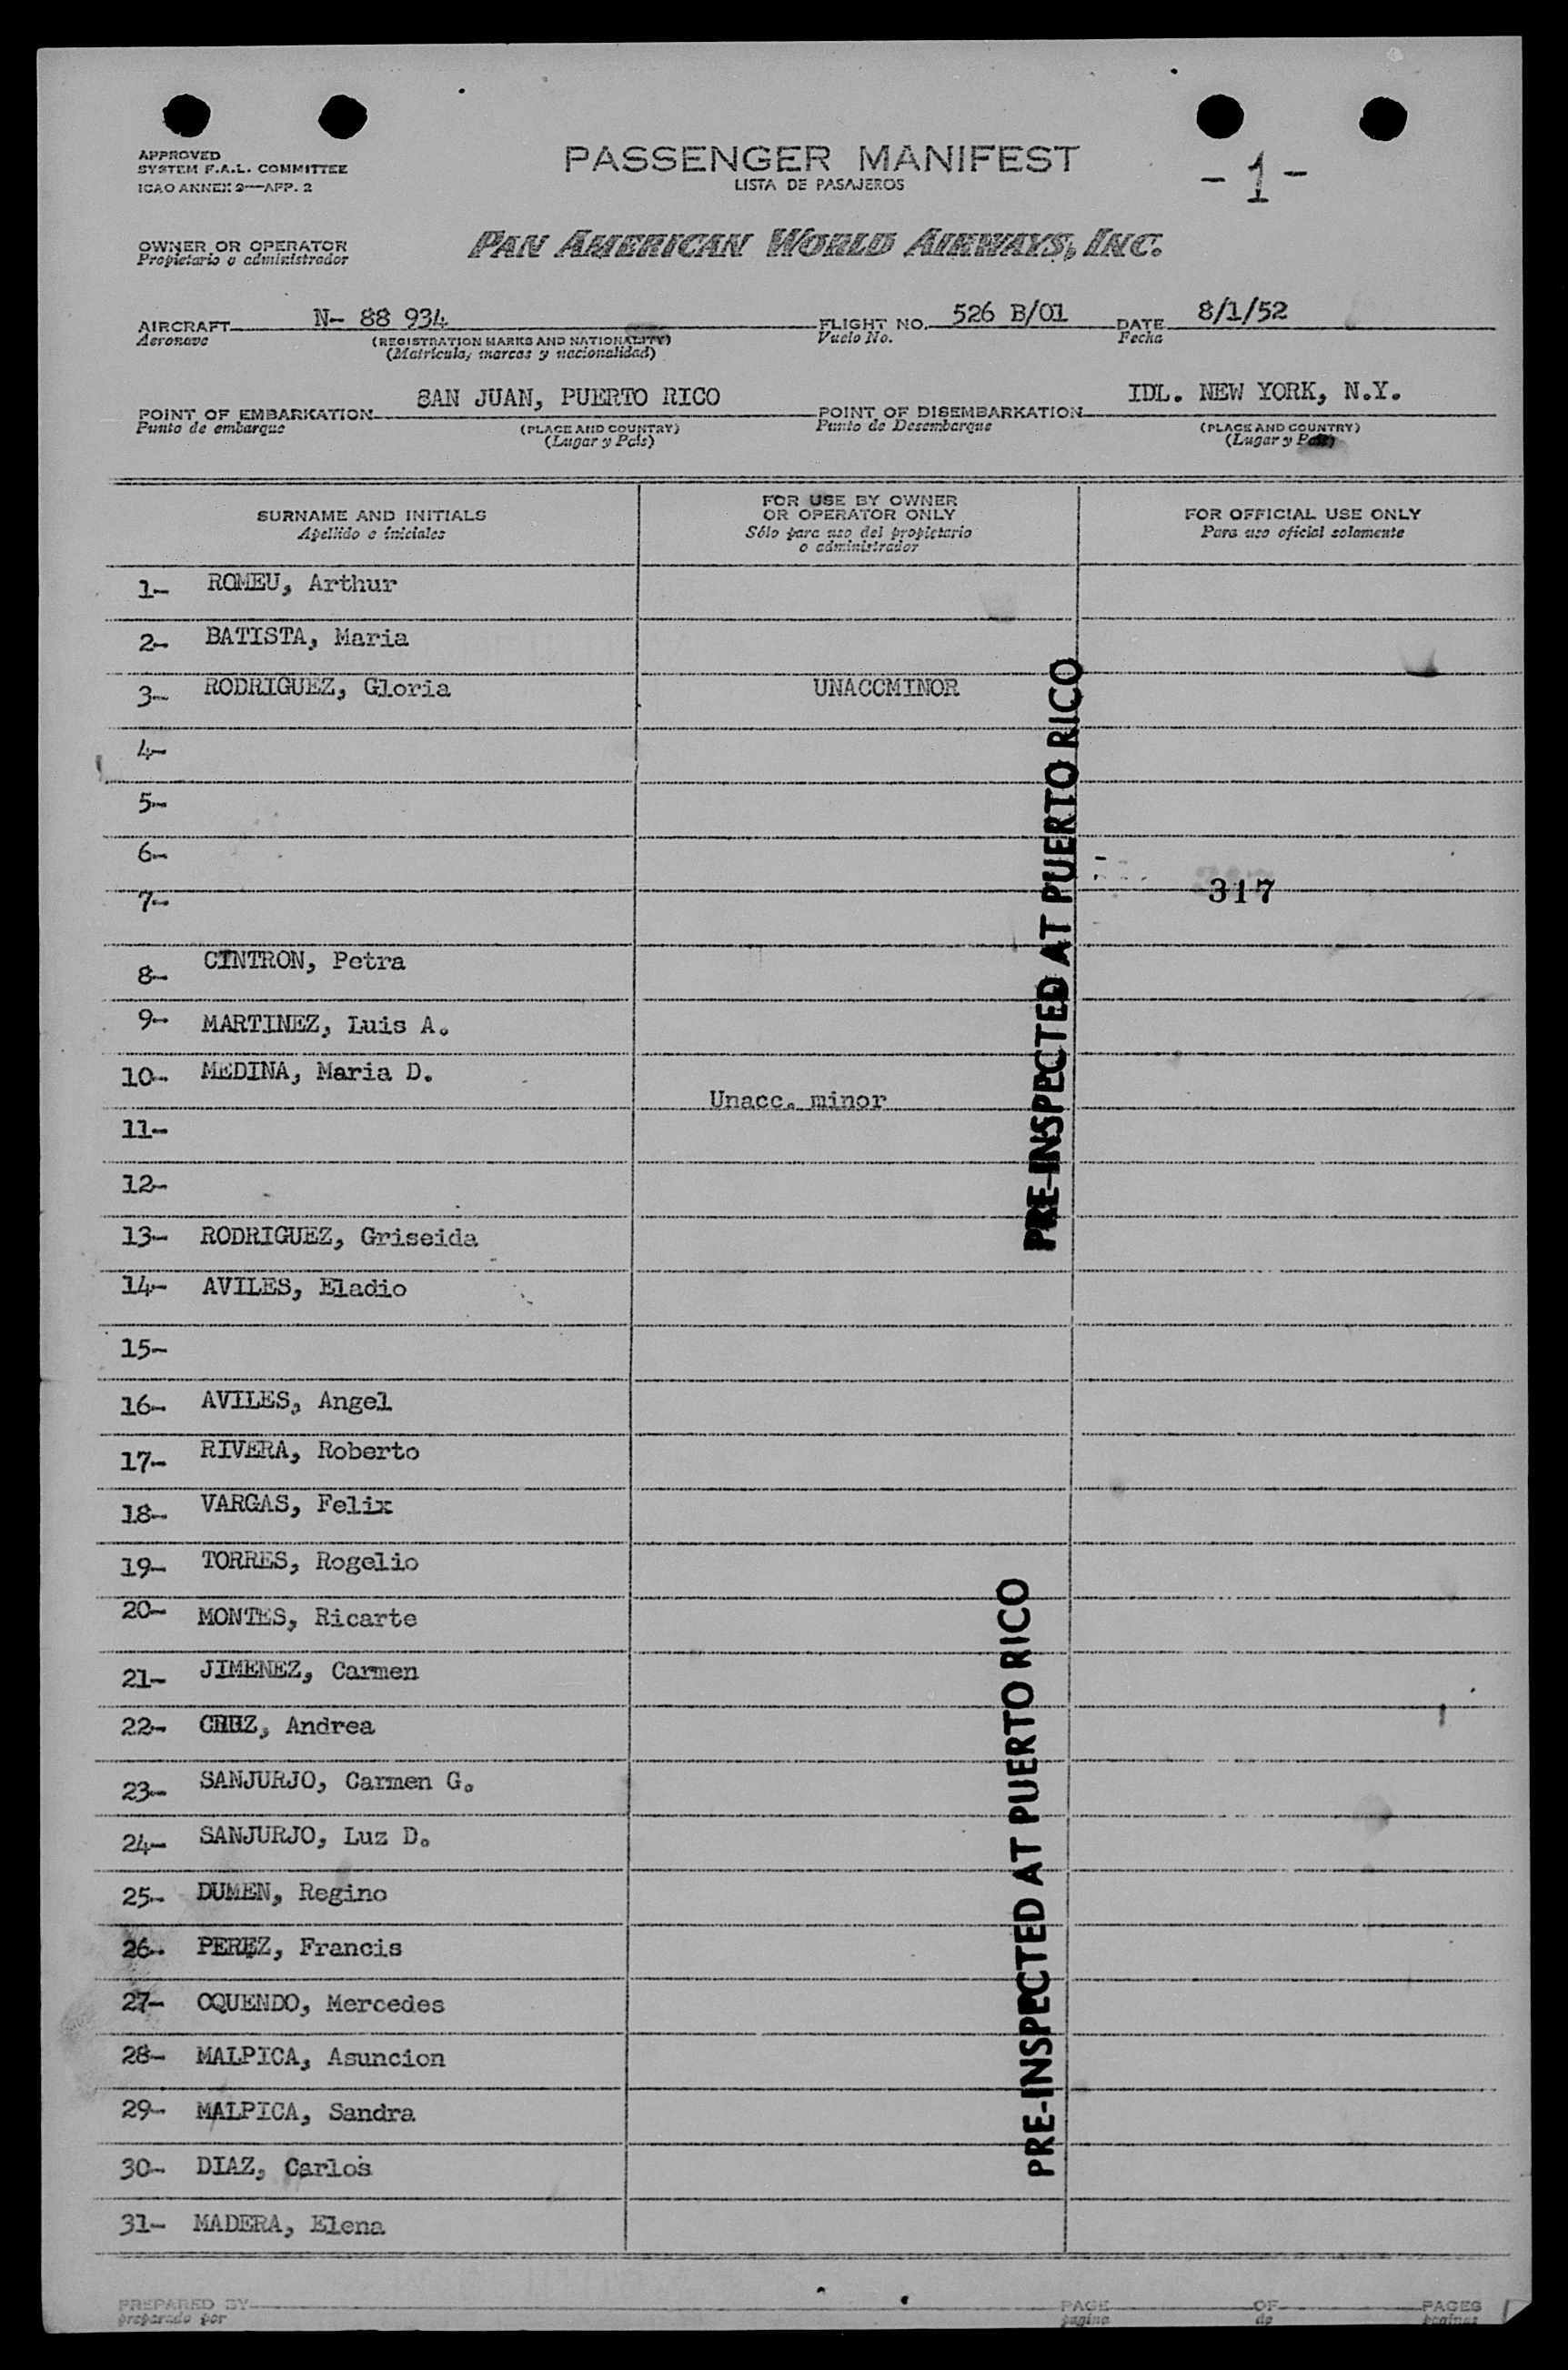 APPROVED
SYSTEM F.A.L. COMMITTEE
ICAO ANNEX 9—APP. 2
PASSENGER MANIFEST
LISTA DE PASAJEROS
- 1 -
OWNER OR OPERATOR
Propietario o administrador
PAN AMERICAN WORLD AIRWAYS, INC.
AIRCRAFT N- 88 934 FLIGHT NO. 526 B/01 DATE 8/1/52
Aeronave (REGISTRATION MARKS AND NATIONALITY) Vuelo No. Fecha
(Matrícula, marcas y nacionalidad)
POINT OF EMBARKATION SAN JUAN, PUERTO RICO POINT OF DISEMBARKATION IDL. NEW YORK, N.Y.
Punto de embarque (PLACE AND COUNTRY) Punto de Desembarque (PLACE AND COUNTRY)
(Lugar y País) (Lugar y País)
SURNAME AND INITIALS
Apellido e iniciales
FOR USE BY OWNER
OR OPERATOR ONLY
Sólo para uso del propietario
o administrador
FOR OFFICIAL USE ONLY
Para uso oficial solamente
1- ROMEU, Arthur
2- BATISTA, Maria
3- RODRIGUEZ, Gloria UNACCMINOR
4-
5-
6-
7- 317
8- CINTRON, Petra
9- MARTINEZ, Luis A.
10- MEDINA, Maria D.
Unacc. minor
11-
12-
13- RODRIGUEZ, Griseida
14- AVILES, Eladio
15-
16- AVILES, Angel
17- RIVERA, Roberto
18- VARGAS, Felix
19- TORRES, Rogelio
20- MONTES, Ricarte
21- JIMENEZ, Carmen
22- CRUZ, Andrea
23- SANJURJO, Carmen G.
24- SANJURJO, Luz D.
25- DUMEN, Regino
26- PEREZ, Francis
27- OQUENDO, Mercedes
28- MALPICA, Asuncion
29- MALPICA, Sandra
30- DIAZ, Carlos
31- MADERA, Elena
PRE-INSPECTED AT PUERTO RICO
PRE-INSPECTED AT PUERTO RICO
PREPARED BY PAGE OF PAGES
preparado por pagina de paginas